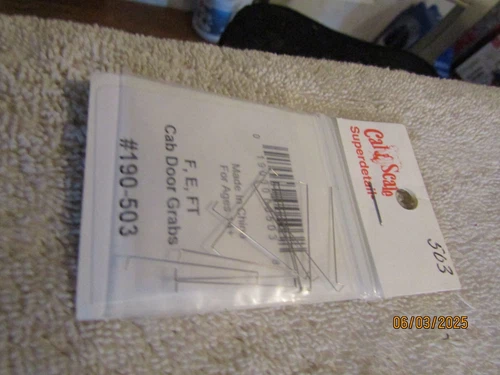 Cal & Scale
Superdetail
503
Made in China
For Ages 14+
F, E, FT
Cab Door Grabs
#190-503
06/03/2025